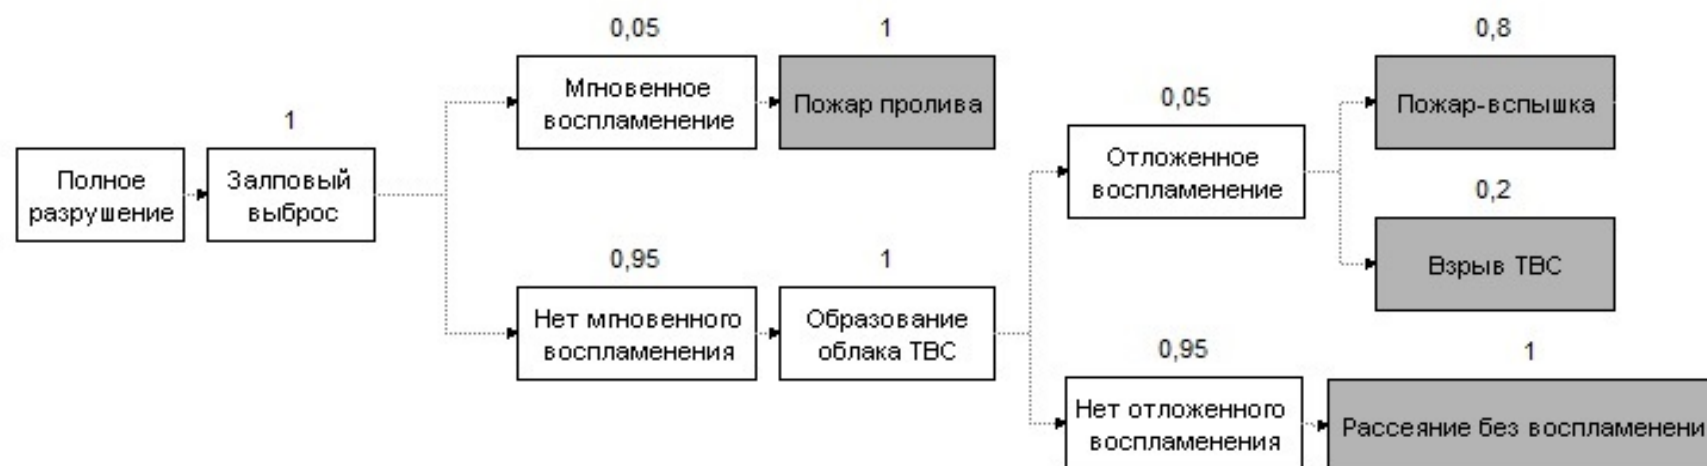 0,05
1
0,8
Мгновенное
воспламенение
Пожар пролива
0,05
Пожар-вспышка
1
Полное
разрушение
Залповый
выброс
Отложенное
воспламенение
0,2
0,95
1
Взрыв ТВС
Нет мгновенного
воспламенения
Образование
облака ТВС
0,95
1
Нет отложенного
воспламенения
Рассеяние без воспламенени